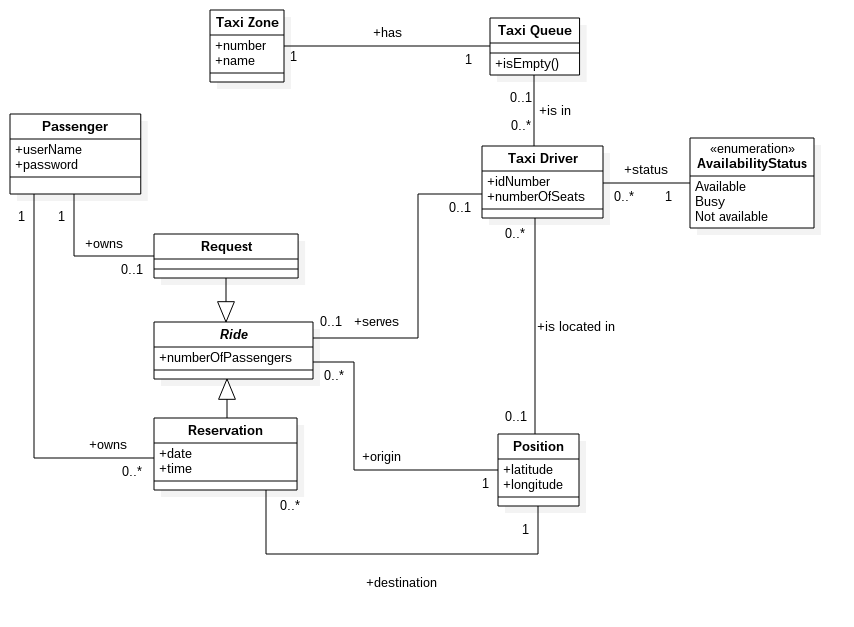 Taxi Zone
+number
+name
1
+has
1
Taxi Queue
+isEmpty()
0..1
+is in
0..*
Passenger
+userName
+password
Taxi Driver
+idNumber
+numberOfSeats
+status
0..*
1
«enumeration»
AvailabilityStatus
Available
Busy
Not available
1
1
+owns
0..1
Request
0..1
0..*
Ride
+numberOfPassengers
0..1
+serves
0..*
+is located in
0..1
Reservation
+date
+time
+owns
0..*
+origin
1
Position
+latitude
+longitude
0..*
1
+destination